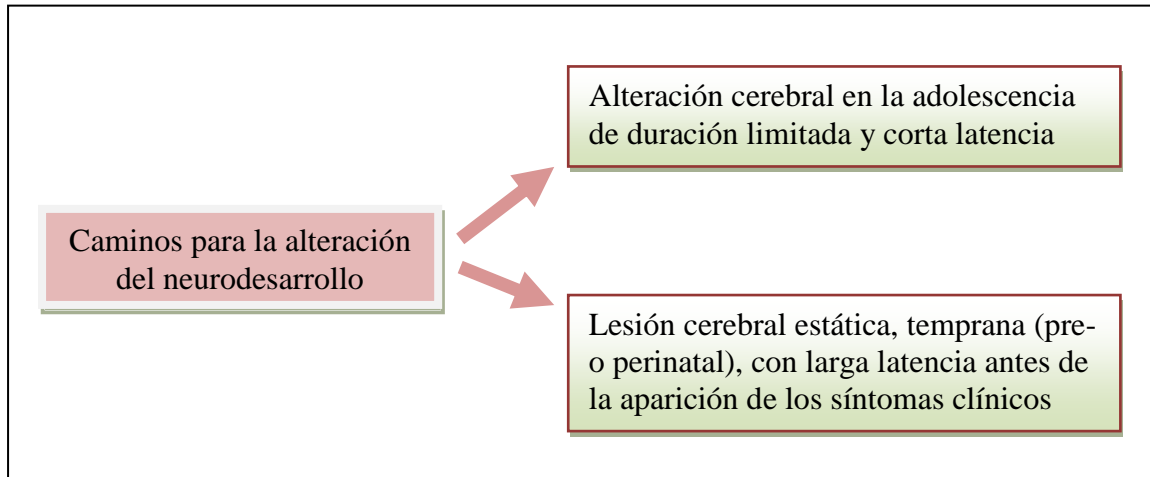 Alteración cerebral en la adolescencia
de duración limitada y corta latencia
Caminos para la alteración
del neurodesarrollo
Lesión cerebral estática, temprana (pre-
o perinatal), con larga latencia antes de
la aparición de los síntomas clínicos